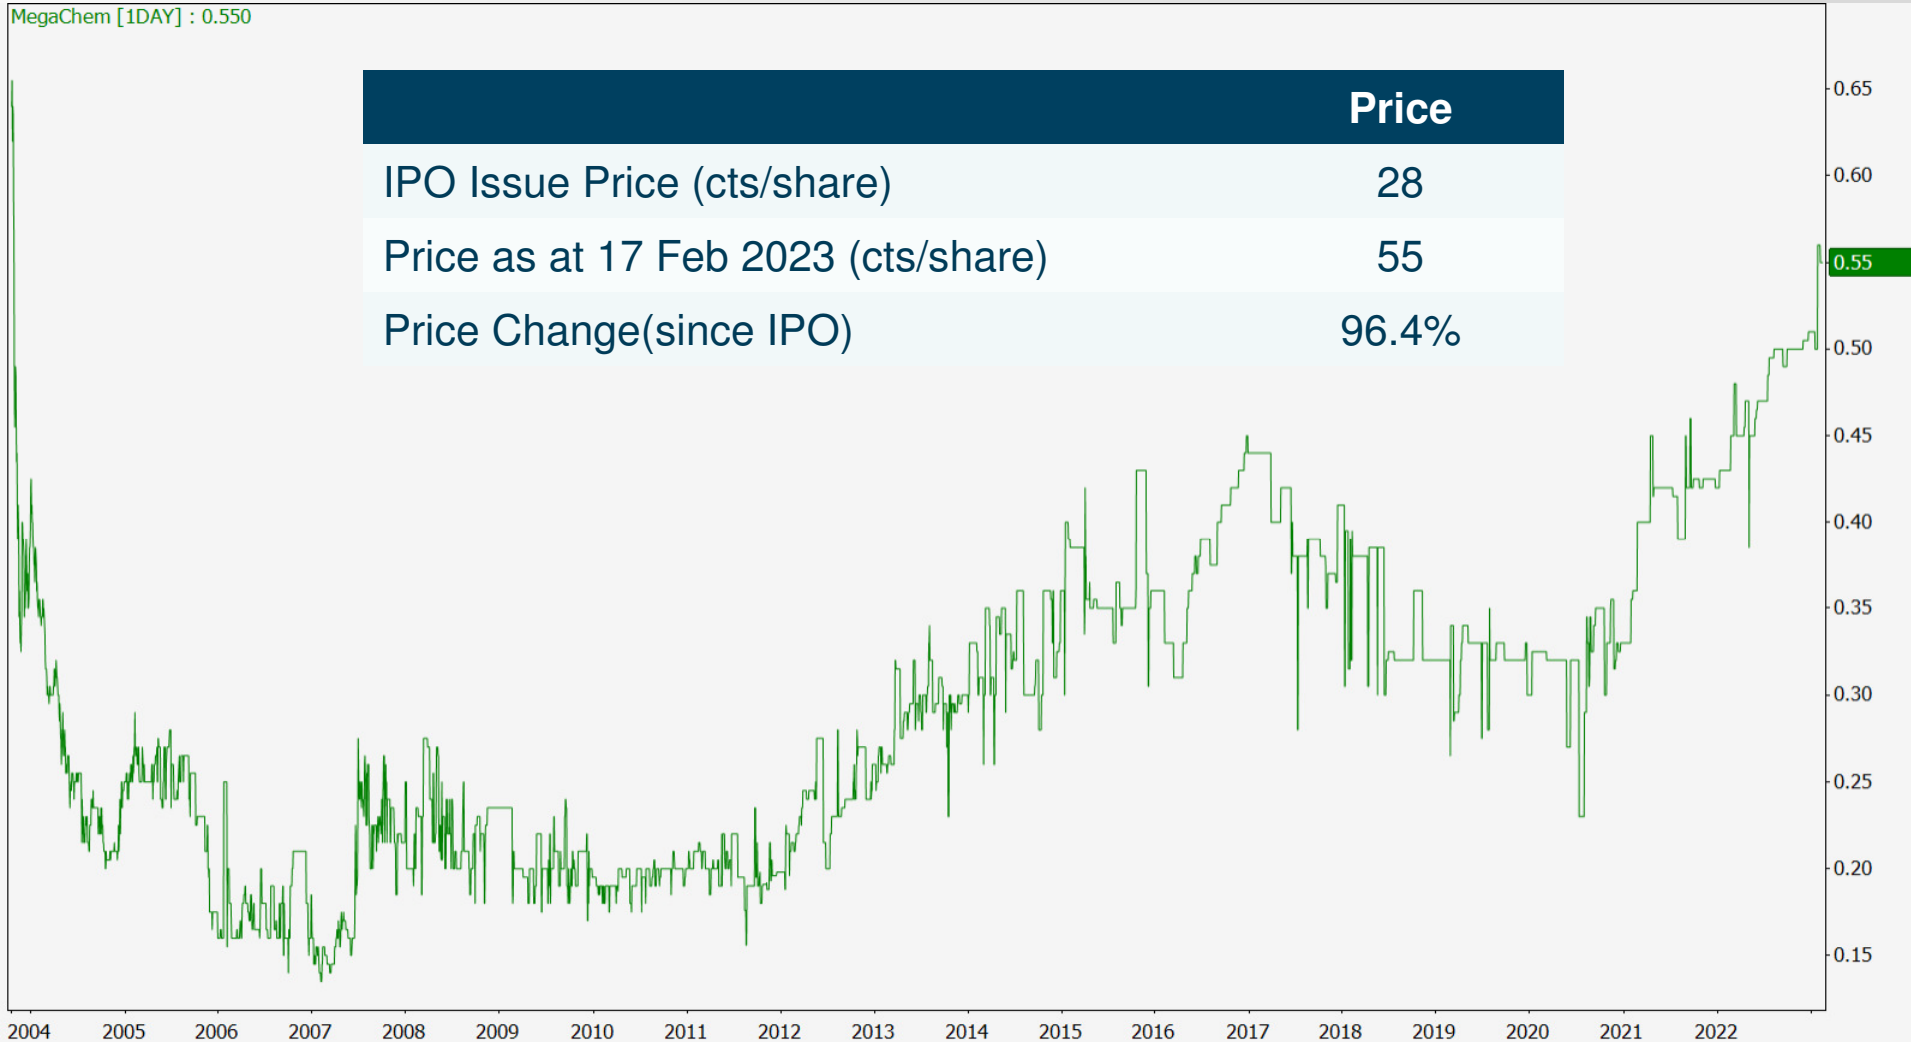 MegaChem [1DAY] : 0.550
Price
IPO Issue Price (cts/share) 28
Price as at 17 Feb 2023 (cts/share) 55
Price Change(since IPO) 96.4%
0.65
0.60
0.55
0.50
0.45
0.40
0.35
0.30
0.25
0.20
0.15
2004 2005 2006 2007 2008 2009 2010 2011 2012 2013 2014 2015 2016 2017 2018 2019 2020 2021 2022